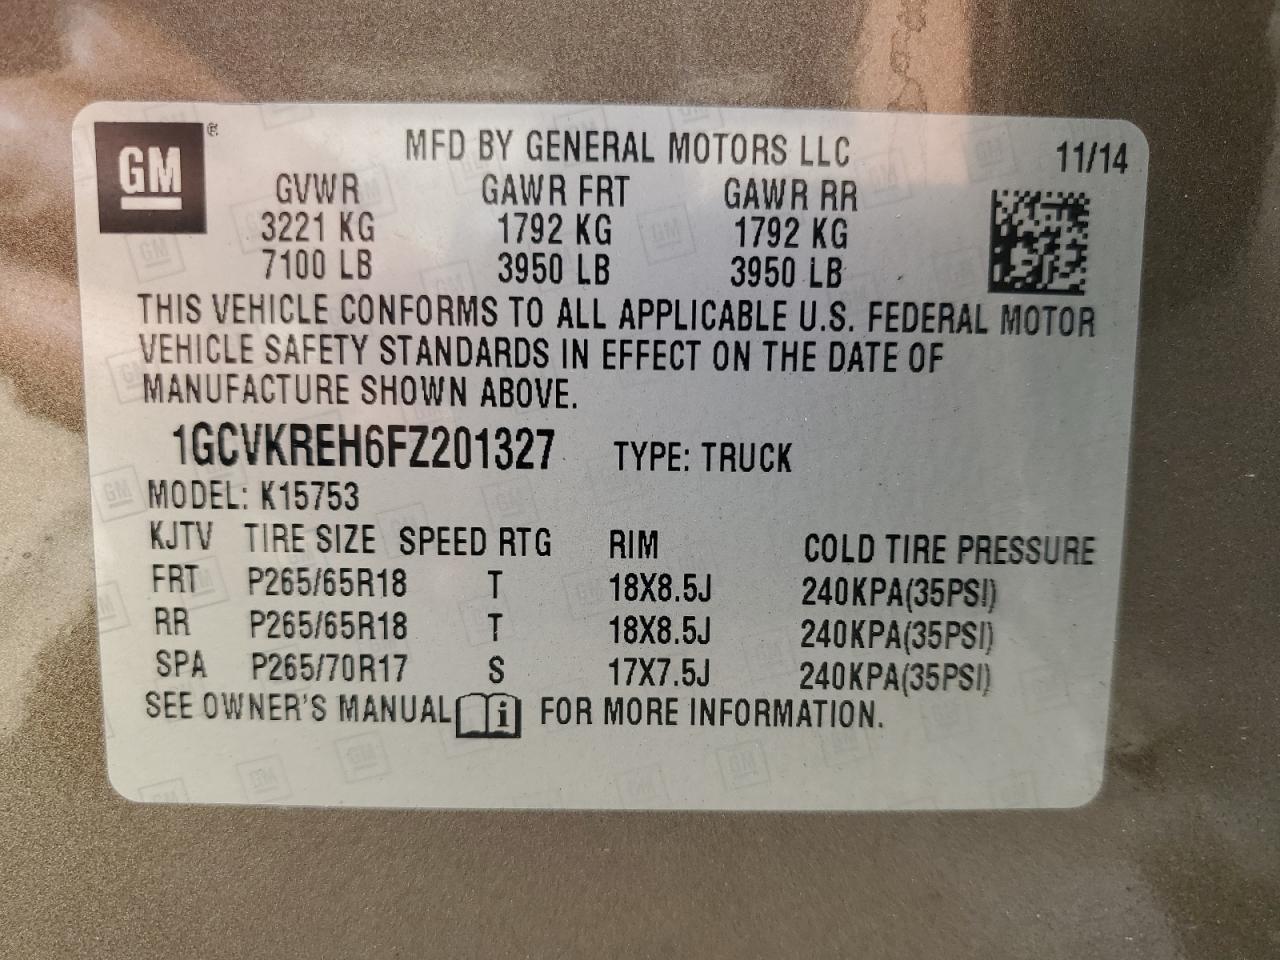 GM ®
MFD BY GENERAL MOTORS LLC 11/14
GVWR GAWR FRT GAWR RR
3221 KG 1792 KG 1792 KG
7100 LB 3950 LB 3950 LB
THIS VEHICLE CONFORMS TO ALL APPLICABLE U.S. FEDERAL MOTOR
VEHICLE SAFETY STANDARDS IN EFFECT ON THE DATE OF
MANUFACTURE SHOWN ABOVE.
1GCVKREH6FZ201327 TYPE: TRUCK
MODEL: K15753
KJTV TIRE SIZE SPEED RTG RIM COLD TIRE PRESSURE
FRT P265/65R18 T 18X8.5J 240KPA(35PSI)
RR P265/65R18 T 18X8.5J 240KPA(35PSI)
SPA P265/70R17 S 17X7.5J 240KPA(35PSI)
SEE OWNER'S MANUAL i FOR MORE INFORMATION.